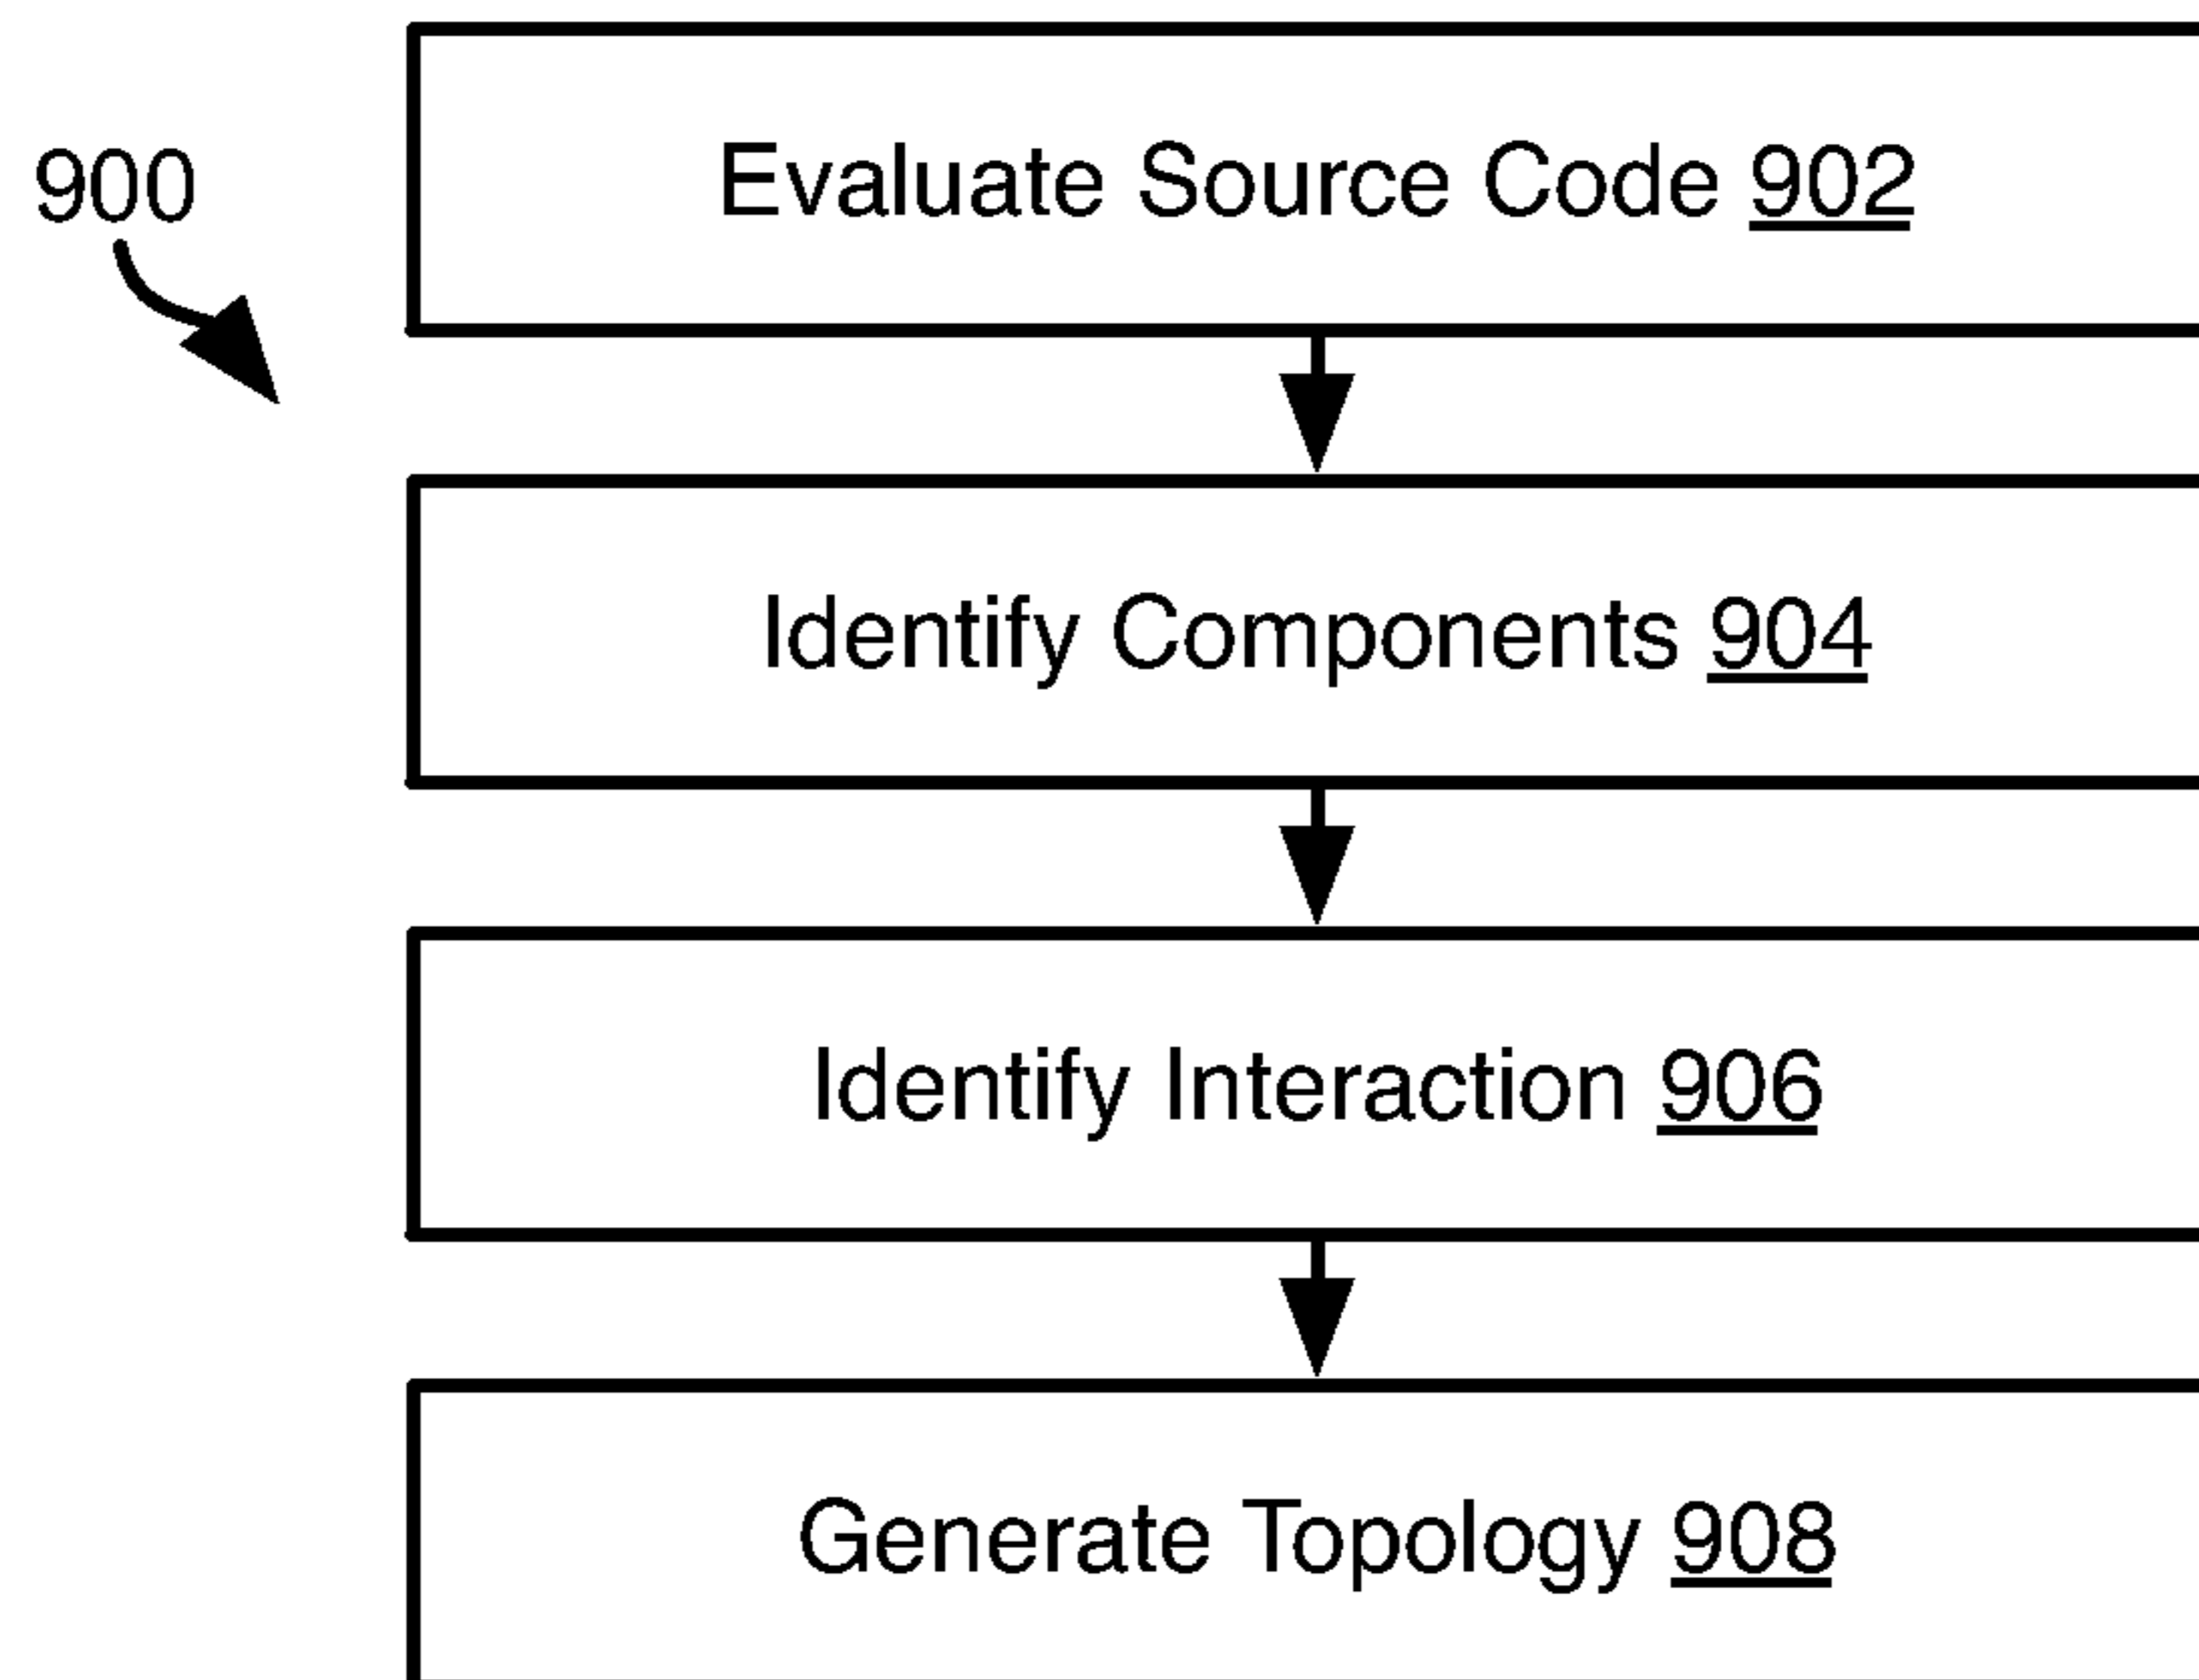 900
Evaluate Source Code 902
Identify Components 904
Identify Interaction 906
Generate Topology 908